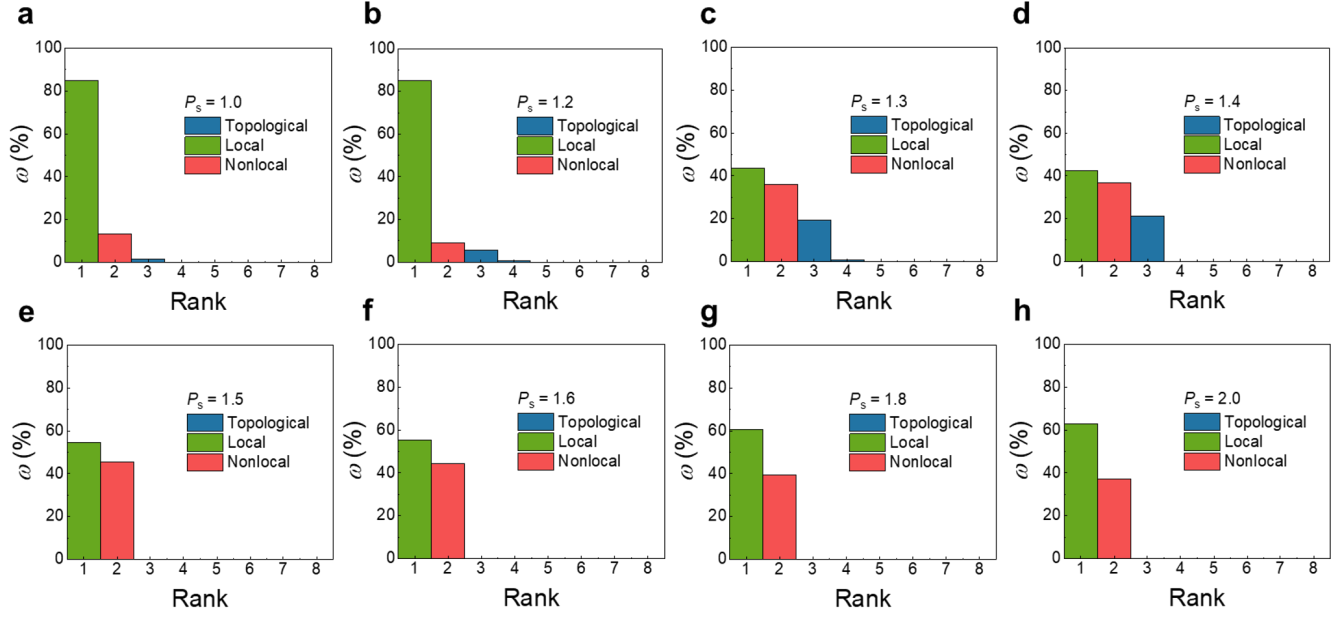 a
100
80
60
40
20
0
ω (%)
Pₛ = 1.0
Topological
Local
Nonlocal
1 2 3 4 5 6 7 8
Rank
b
100
80
60
40
20
0
ω (%)
Pₛ = 1.2
Topological
Local
Nonlocal
1 2 3 4 5 6 7 8
Rank
c
100
80
60
40
20
0
ω (%)
Pₛ = 1.3
Topological
Local
Nonlocal
1 2 3 4 5 6 7 8
Rank
d
100
80
60
40
20
0
ω (%)
Pₛ = 1.4
Topological
Local
Nonlocal
1 2 3 4 5 6 7 8
Rank
e
100
80
60
40
20
0
ω (%)
Pₛ = 1.5
Topological
Local
Nonlocal
1 2 3 4 5 6 7 8
Rank
f
100
80
60
40
20
0
ω (%)
Pₛ = 1.6
Topological
Local
Nonlocal
1 2 3 4 5 6 7 8
Rank
g
100
80
60
40
20
0
ω (%)
Pₛ = 1.8
Topological
Local
Nonlocal
1 2 3 4 5 6 7 8
Rank
h
100
80
60
40
20
0
ω (%)
Pₛ = 2.0
Topological
Local
Nonlocal
1 2 3 4 5 6 7 8
Rank